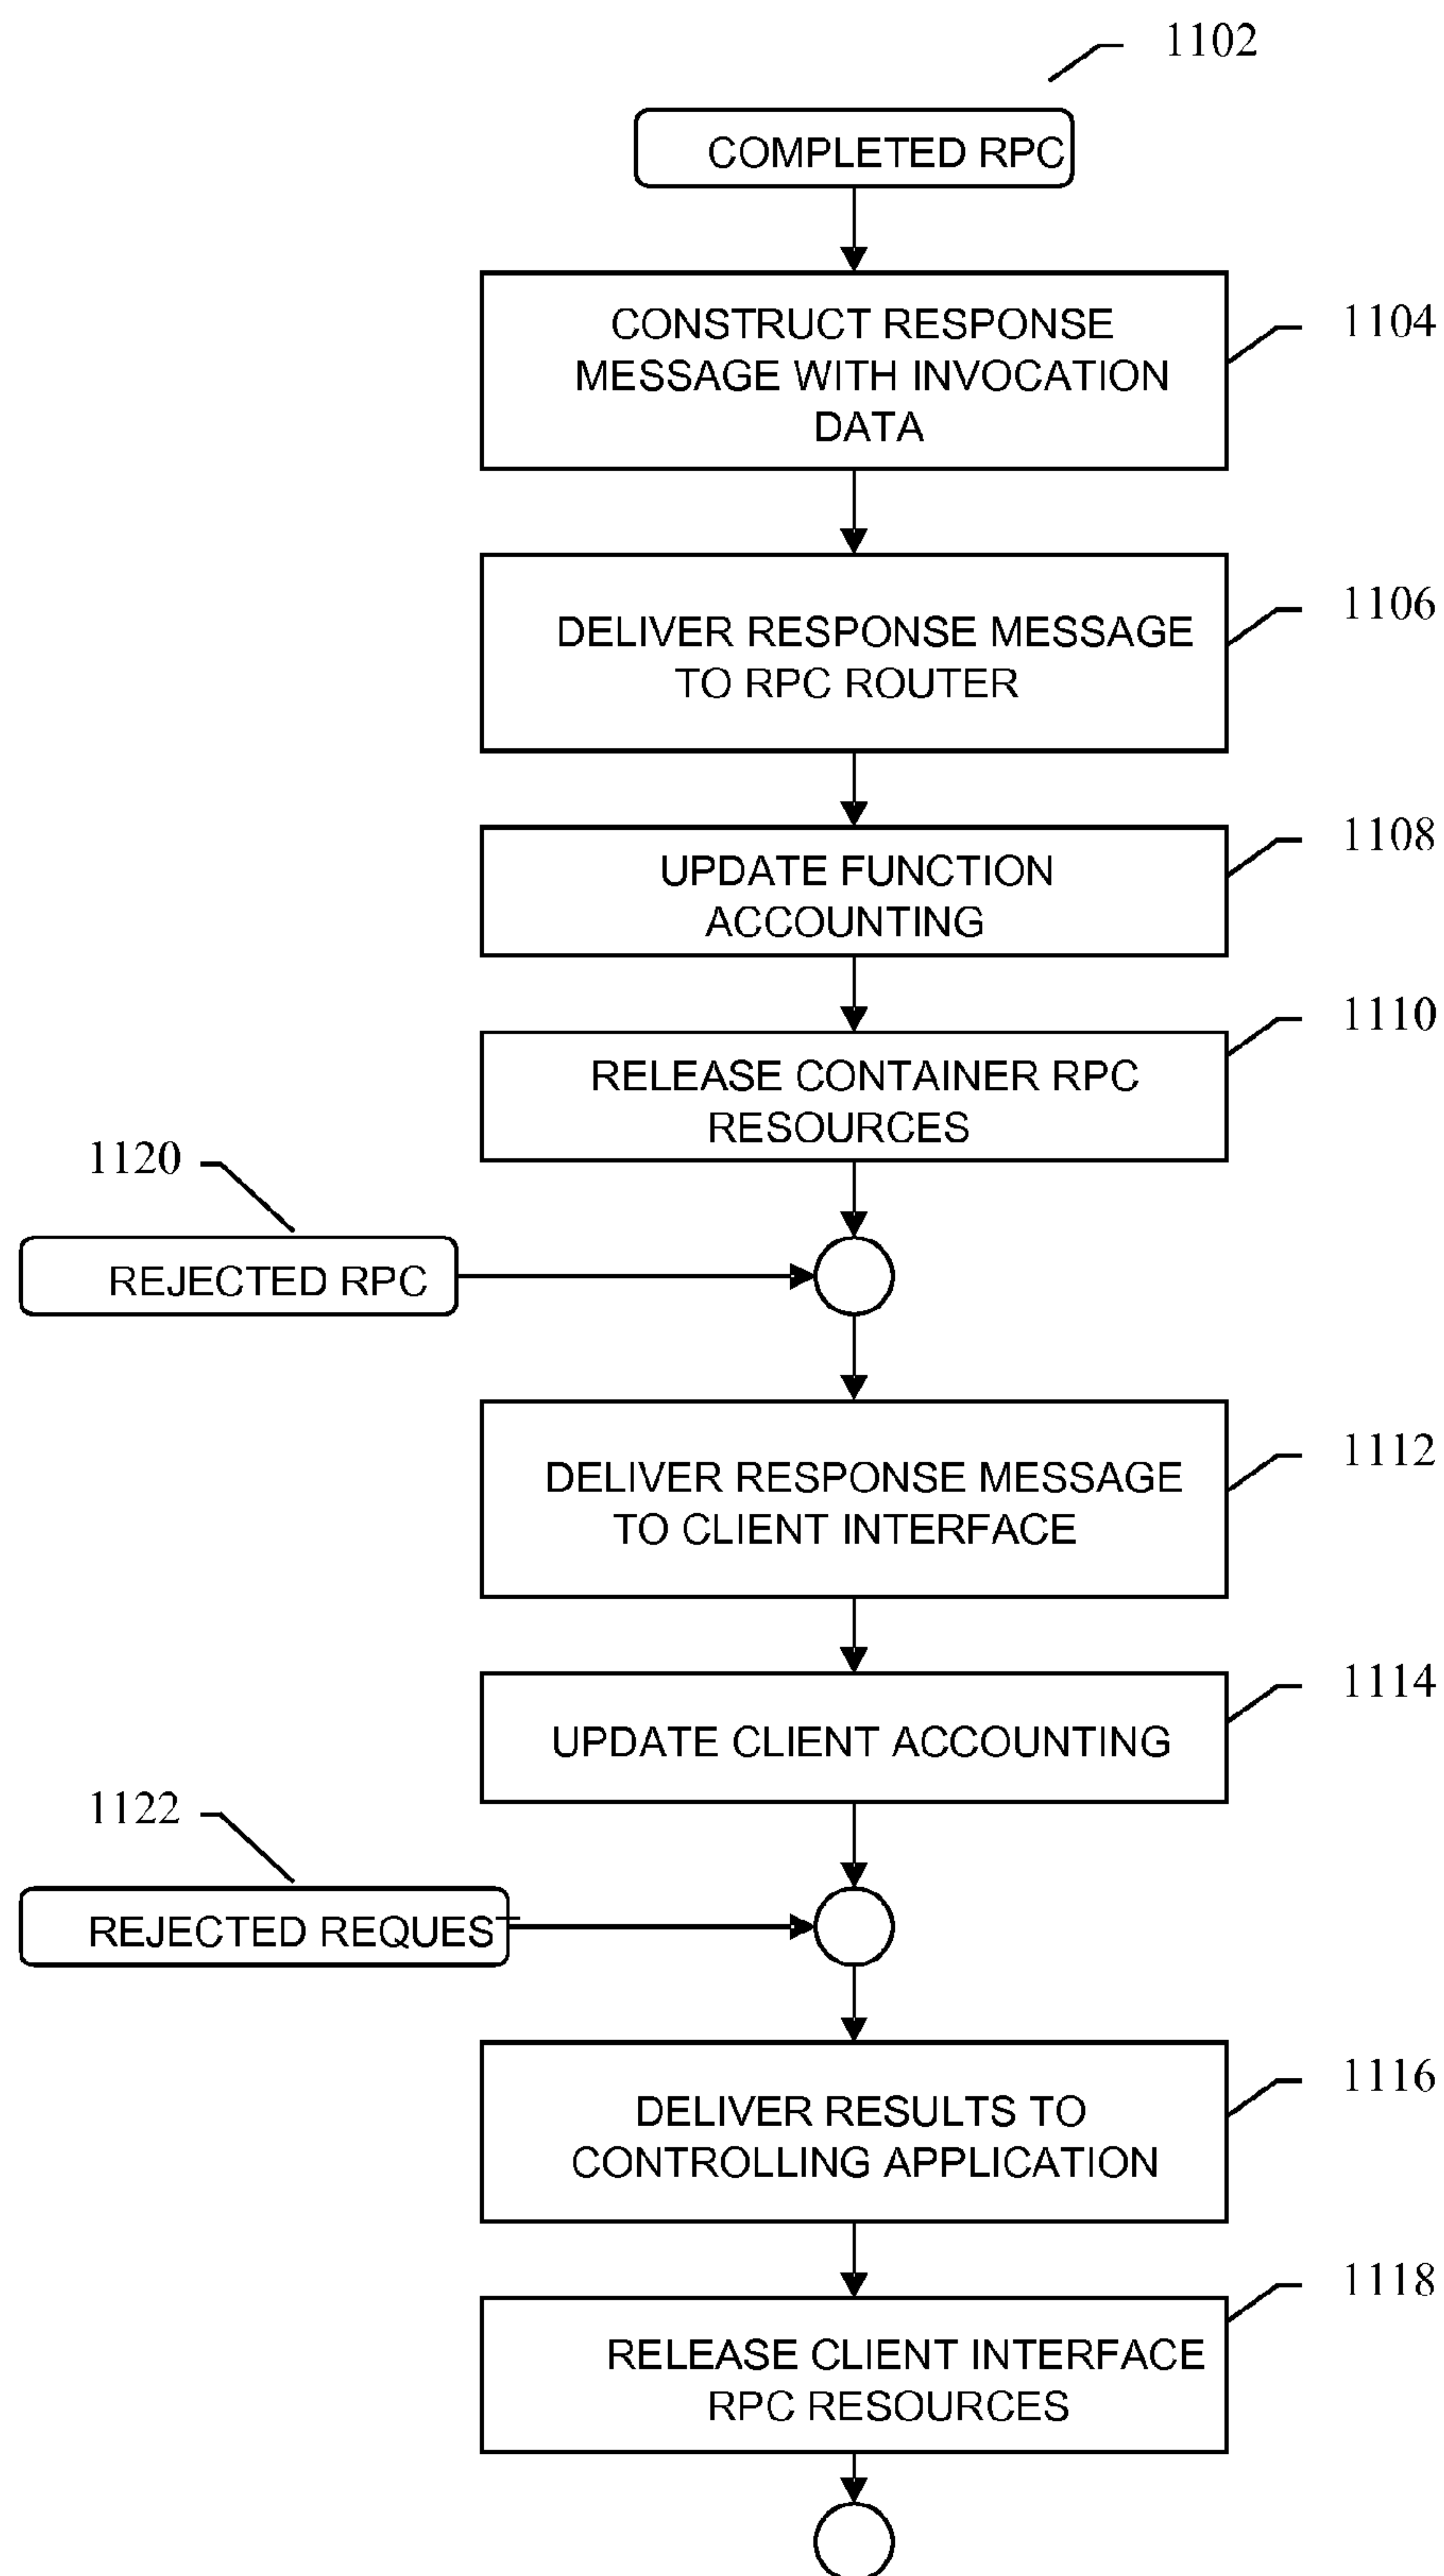 1102
COMPLETED RPC
CONSTRUCT RESPONSE
MESSAGE WITH INVOCATION
DATA
1104
DELIVER RESPONSE MESSAGE
TO RPC ROUTER
1106
UPDATE FUNCTION
ACCOUNTING
1108
RELEASE CONTAINER RPC
RESOURCES
1110
1120
REJECTED RPC
DELIVER RESPONSE MESSAGE
TO CLIENT INTERFACE
1112
UPDATE CLIENT ACCOUNTING
1114
1122
REJECTED REQUEST
DELIVER RESULTS TO
CONTROLLING APPLICATION
1116
RELEASE CLIENT INTERFACE
RPC RESOURCES
1118